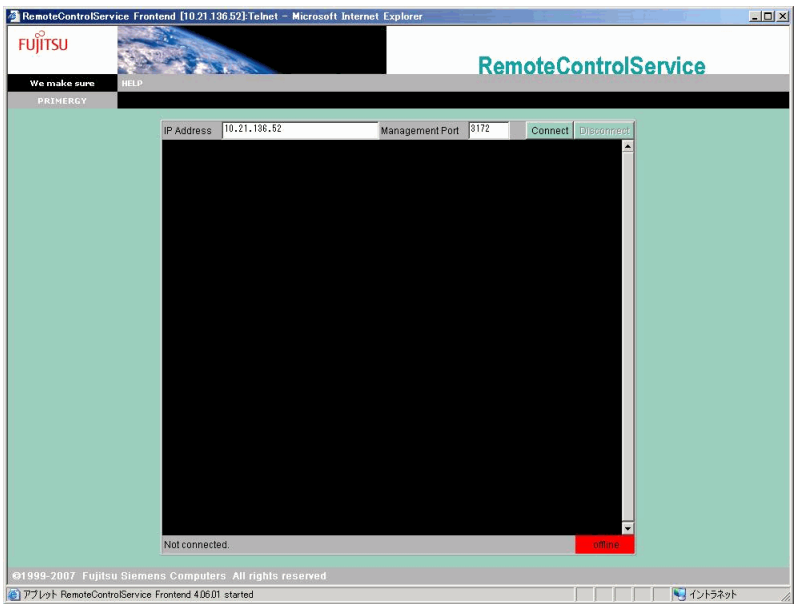 RemoteControlService Frontend [10.21.136.52]:Telnet - Microsoft Internet Explorer
FUJITSU
RemoteControlService
We make sure
HELP
PRIMERGY
IP Address 10.21.136.52 Management Port 3172 Connect Disconnect
Not connected. offline
©1999-2007 Fujitsu Siemens Computers All rights reserved
アプレット RemoteControlService Frontend 4.06.01 started イントラネット